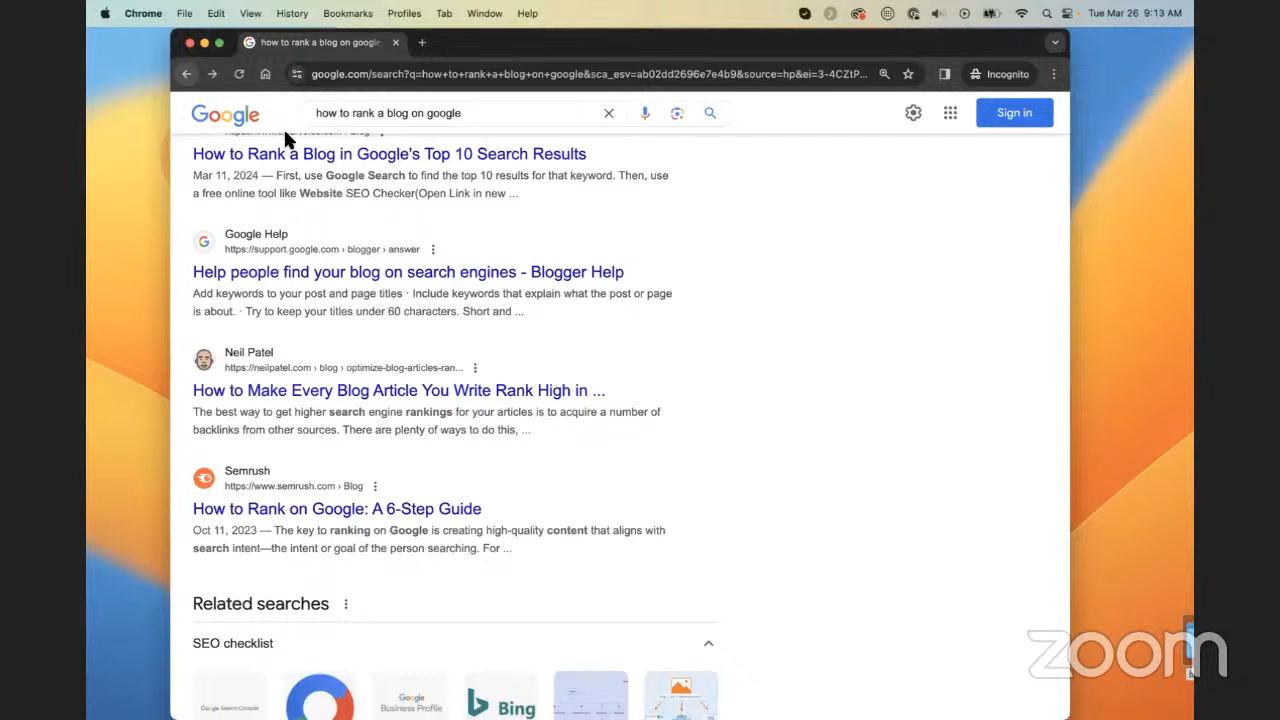 Chrome File Edit View History Bookmarks Profiles Tab Window Help Tue Mar 26 9:13 AM
how to rank a blog on google
google.com/search?q=how+to+rank+a+blog+on+google&sca_esv=ab02dd2696e7e4b9&source=hp&ei=3-4CZtP... Incognito
Google how to rank a blog on google Sign in
How to Rank a Blog in Google's Top 10 Search Results
Mar 11, 2024 — First, use Google Search to find the top 10 results for that keyword. Then, use
a free online tool like Website SEO Checker(Open Link in new ...
Google Help
https://support.google.com › blogger › answer
Help people find your blog on search engines - Blogger Help
Add keywords to your post and page titles · Include keywords that explain what the post or page
is about. · Try to keep your titles under 60 characters. Short and ...
Neil Patel
https://neilpatel.com › blog › optimize-blog-articles-ran...
How to Make Every Blog Article You Write Rank High in ...
The best way to get higher search engine rankings for your articles is to acquire a number of
backlinks from other sources. There are plenty of ways to do this, ...
Semrush
https://www.semrush.com › Blog
How to Rank on Google: A 6-Step Guide
Oct 11, 2023 — The key to ranking on Google is creating high-quality content that aligns with
search intent—the intent or goal of the person searching. For ...
Related searches
SEO checklist
Google Search Console
Google
Business Profile
Bing
zoom